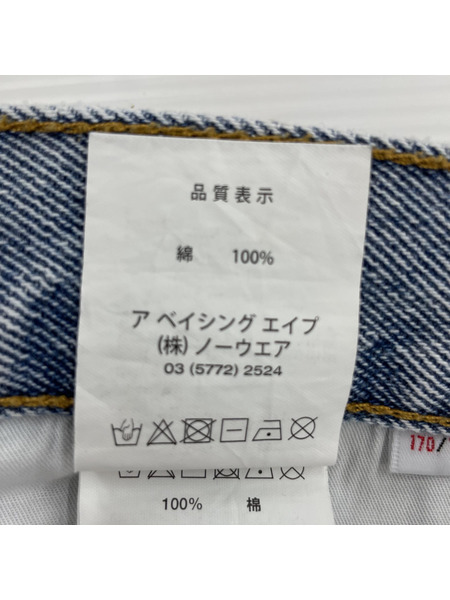 品質表示
綿 100%
ア ベイシング エイプ
(株) ノーウエア
03 (5772) 2524
100% 棉
170/